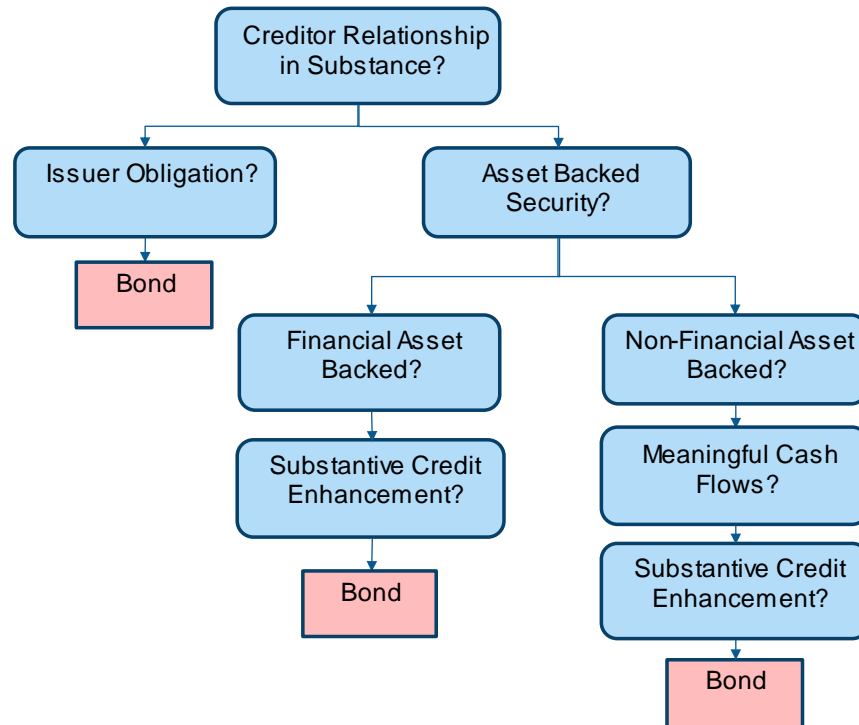 Creditor Relationship
in Substance?
Issuer Obligation?
Asset Backed
Security?
Bond
Financial Asset
Backed?
Non-Financial Asset
Backed?
Substantive Credit
Enhancement?
Meaningful Cash
Flows?
Bond
Substantive Credit
Enhancement?
Bond